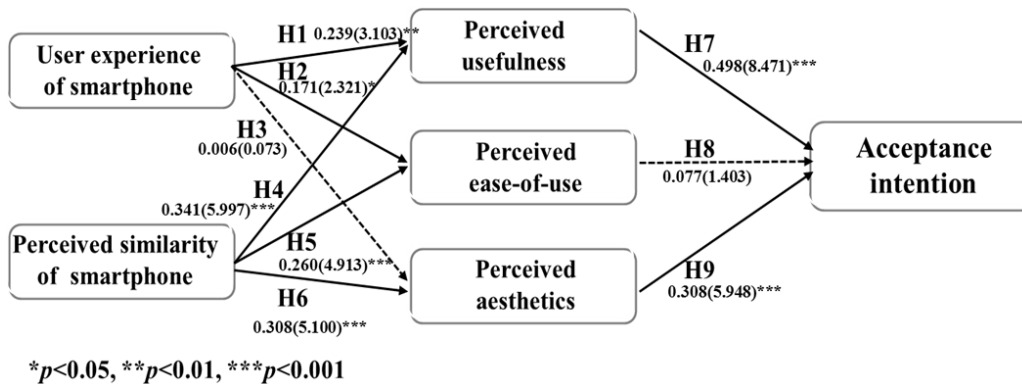 User experience
of smartphone
Perceived similarity
of smartphone
H1 0.239(3.103)**
H2
0.171(2.321)*
H3
0.006(0.073)
H4
0.341(5.997)***
H5
0.260(4.913)***
H6
0.308(5.100)***
Perceived
usefulness
Perceived
ease-of-use
Perceived
aesthetics
H7
0.498(8.471)***
H8
0.077(1.403)
H9
0.308(5.948)***
Acceptance
intention
*p<0.05, **p<0.01, ***p<0.001